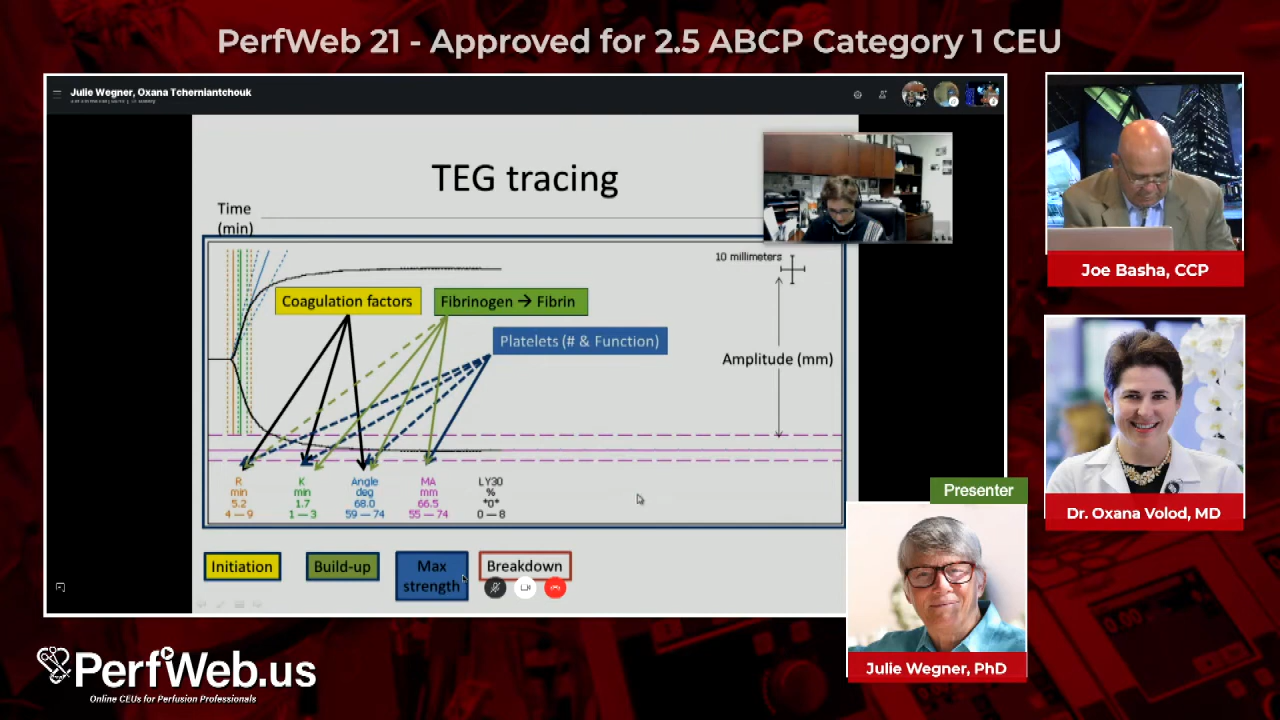 PerfWeb 21 - Approved for 2.5 ABCP Category 1 CEU
Julie Wegner, Oxana Tcherniantchouk
TEG tracing
Time
(min)
10 millimeters
Coagulation factors
Fibrinogen → Fibrin
Platelets (# & Function)
Amplitude (mm)
R K Angle MA LY30
min min deg mm %
5.2 1.7 68.0 66.5 *0*
4 — 9 1 — 3 59 — 74 55 — 74 0 — 8
Initiation
Build-up
Max
strength
Breakdown
Joe Basha, CCP
Dr. Oxana Volod, MD
Presenter
Julie Wegner, PhD
PerfWeb.us
Online CEUs for Perfusion Professionals